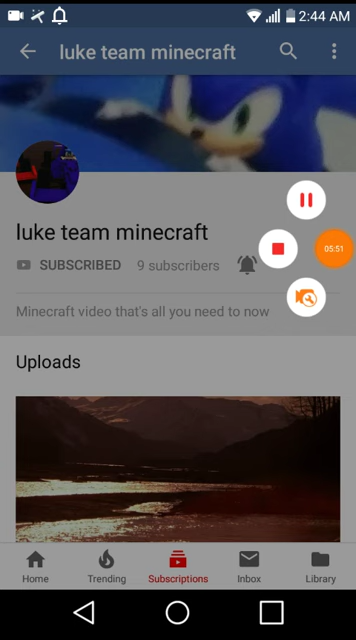 2:44 AM
luke team minecraft
luke team minecraft
SUBSCRIBED 9 subscribers
05:51
Minecraft video that's all you need to now
Uploads
Home Trending Subscriptions Inbox Library